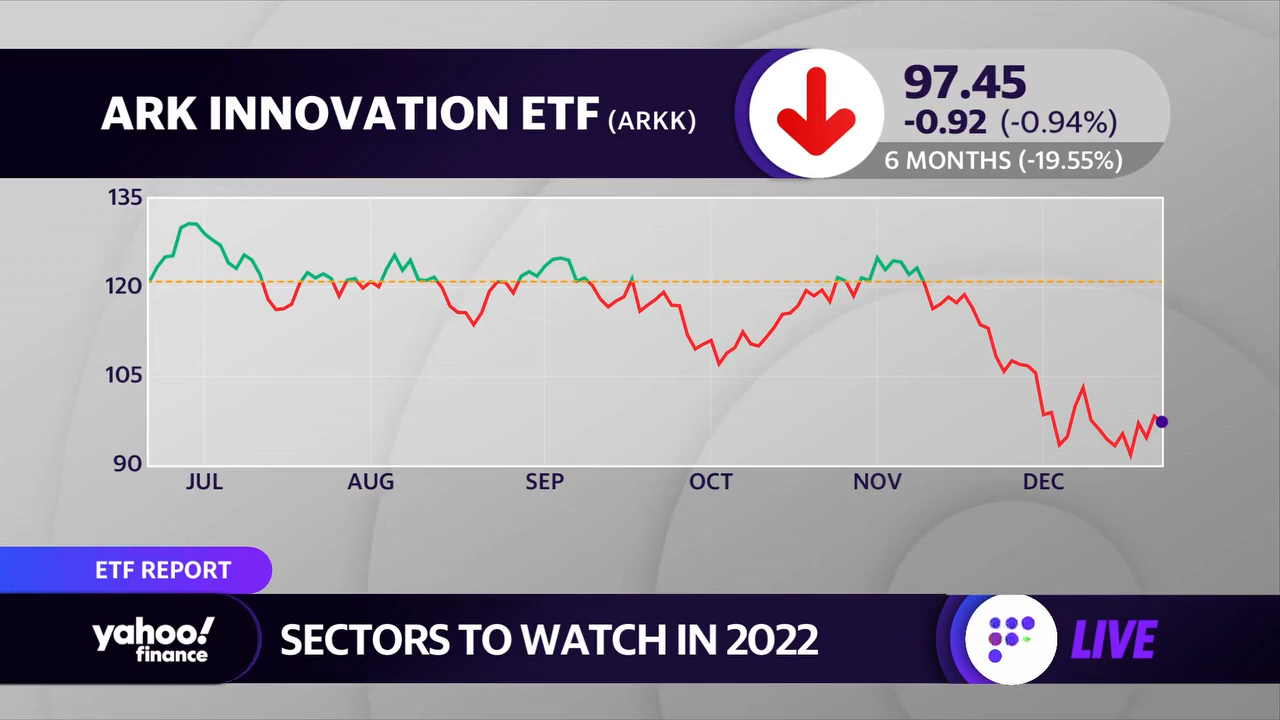 ARK INNOVATION ETF (ARKK)
97.45
-0.92 (-0.94%)
6 MONTHS (-19.55%)
135
120
105
90
JUL AUG SEP OCT NOV DEC
ETF REPORT
yahoo!
finance
SECTORS TO WATCH IN 2022
LIVE